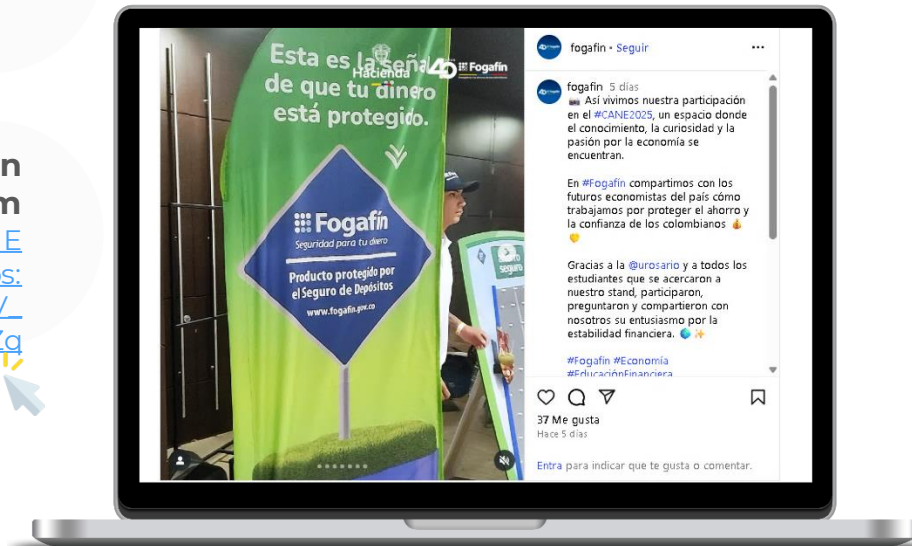 n
m
E
os:
/_
Zq
Esta es la señal
de que tu dinero
está protegido.
Hacienda
40
Fogafín
Fogafín
Seguridad para tu dinero
Producto protegido por
el Seguro de Depósitos
www.fogafin.gov.co
seguro
fogafin • Seguir
fogafin 5 días
📷 Así vivimos nuestra participación
en el #CANE2025, un espacio donde
el conocimiento, la curiosidad y la
pasión por la economía se
encuentran.
En #Fogafín compartimos con los
futuros economistas del país cómo
trabajamos por proteger el ahorro y
la confianza de los colombianos 💰
💛
Gracias a la @urosario y a todos los
estudiantes que se acercaron a
nuestro stand, participaron,
preguntaron y compartieron con
nosotros su entusiasmo por la
estabilidad financiera. 🌎 ✨
#Fogafín #Economía
#EducaciónFinanciera
37 Me gusta
Hace 5 días
Entra para indicar que te gusta o comentar.